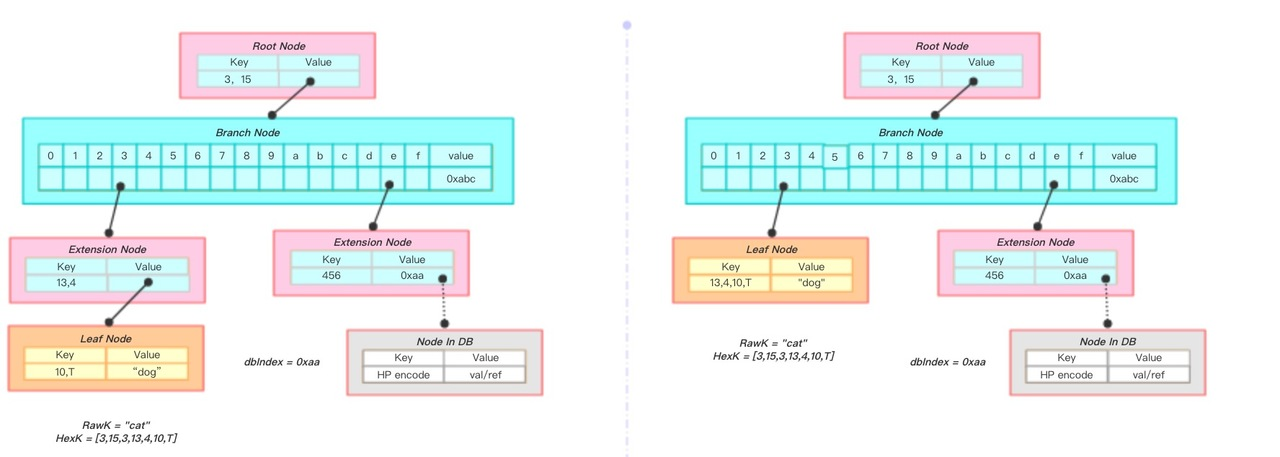 Root Node
Key Value
3, 15
Branch Node
0 1 2 3 4 5 6 7 8 9 a b c d e f value
0xabc
Extension Node
Key Value
13,4
Extension Node
Key Value
456 0xaa
Leaf Node
Key Value
10,T “dog”
dbIndex = 0xaa
Node In DB
Key Value
HP encode val/ref
RawK = "cat"
HexK = [3,15,3,13,4,10,T]
Root Node
Key Value
3, 15
Branch Node
0 1 2 3 4 5 6 7 8 9 a b c d e f value
0xabc
Leaf Node
Key Value
13,4,10,T “dog”
Extension Node
Key Value
456 0xaa
RawK = "cat"
HexK = [3,15,3,13,4,10,T]
dbIndex = 0xaa
Node In DB
Key Value
HP encode val/ref